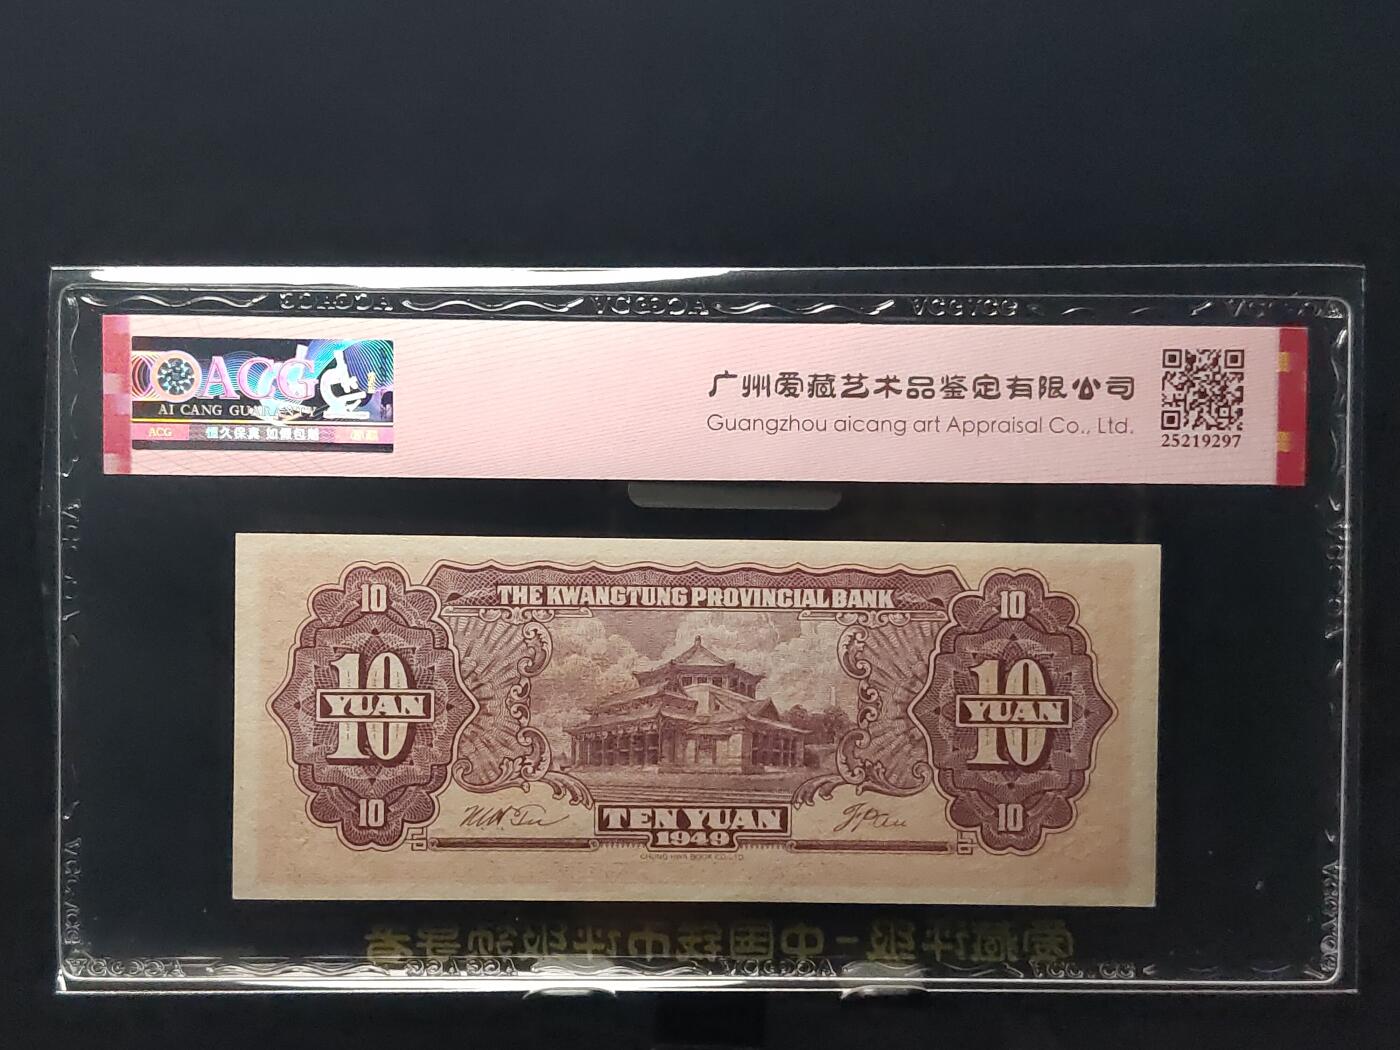 ACG
AI CANG GUARANTY
ACG 恒久保真 如假包赔
广州爱藏艺术品鉴定有限公司
Guangzhou aicang art Appraisal Co., Ltd.
25219297
THE KWANGTUNG PROVINCIAL BANK
10 10
10 10
YUAN YUAN
10 10
TEN YUAN
1949
CHUNG HWA BOOK CO., LTD.